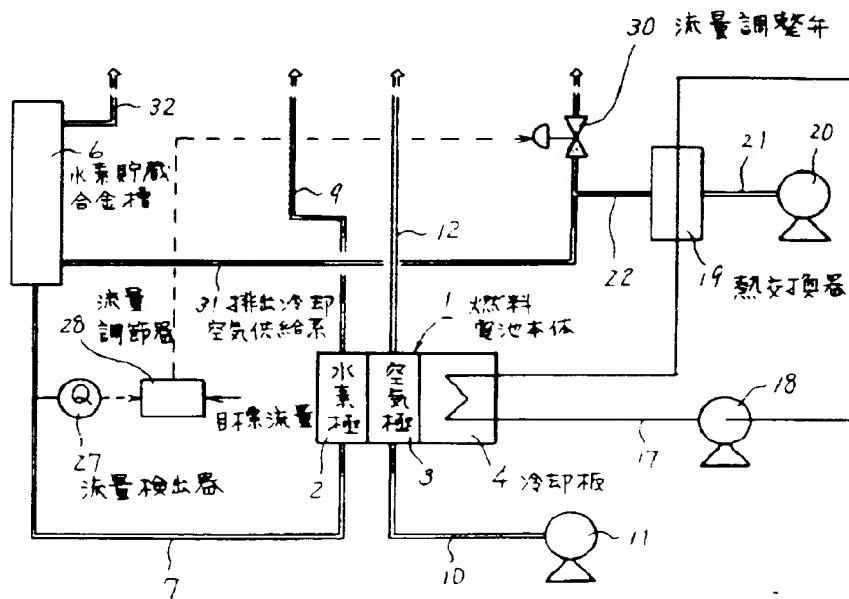 30 流量調整弁
32
6
水素貯蔵
合金槽
9
12
21
20
22
19
熱交換器
31 排出冷却
空気供給系
1 燃料
電池本体
流量
調節器
28
Q
目標流量
水素極
空気極
18
27
流量検出器
2
3
4 冷却板
17
7
10
11